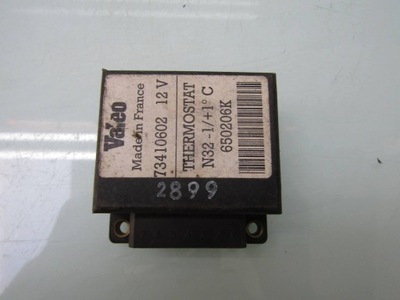 Valeo
Made in France
73410602 12 V
THERMOSTAT
N32 -1/+1° C
650206K
2899